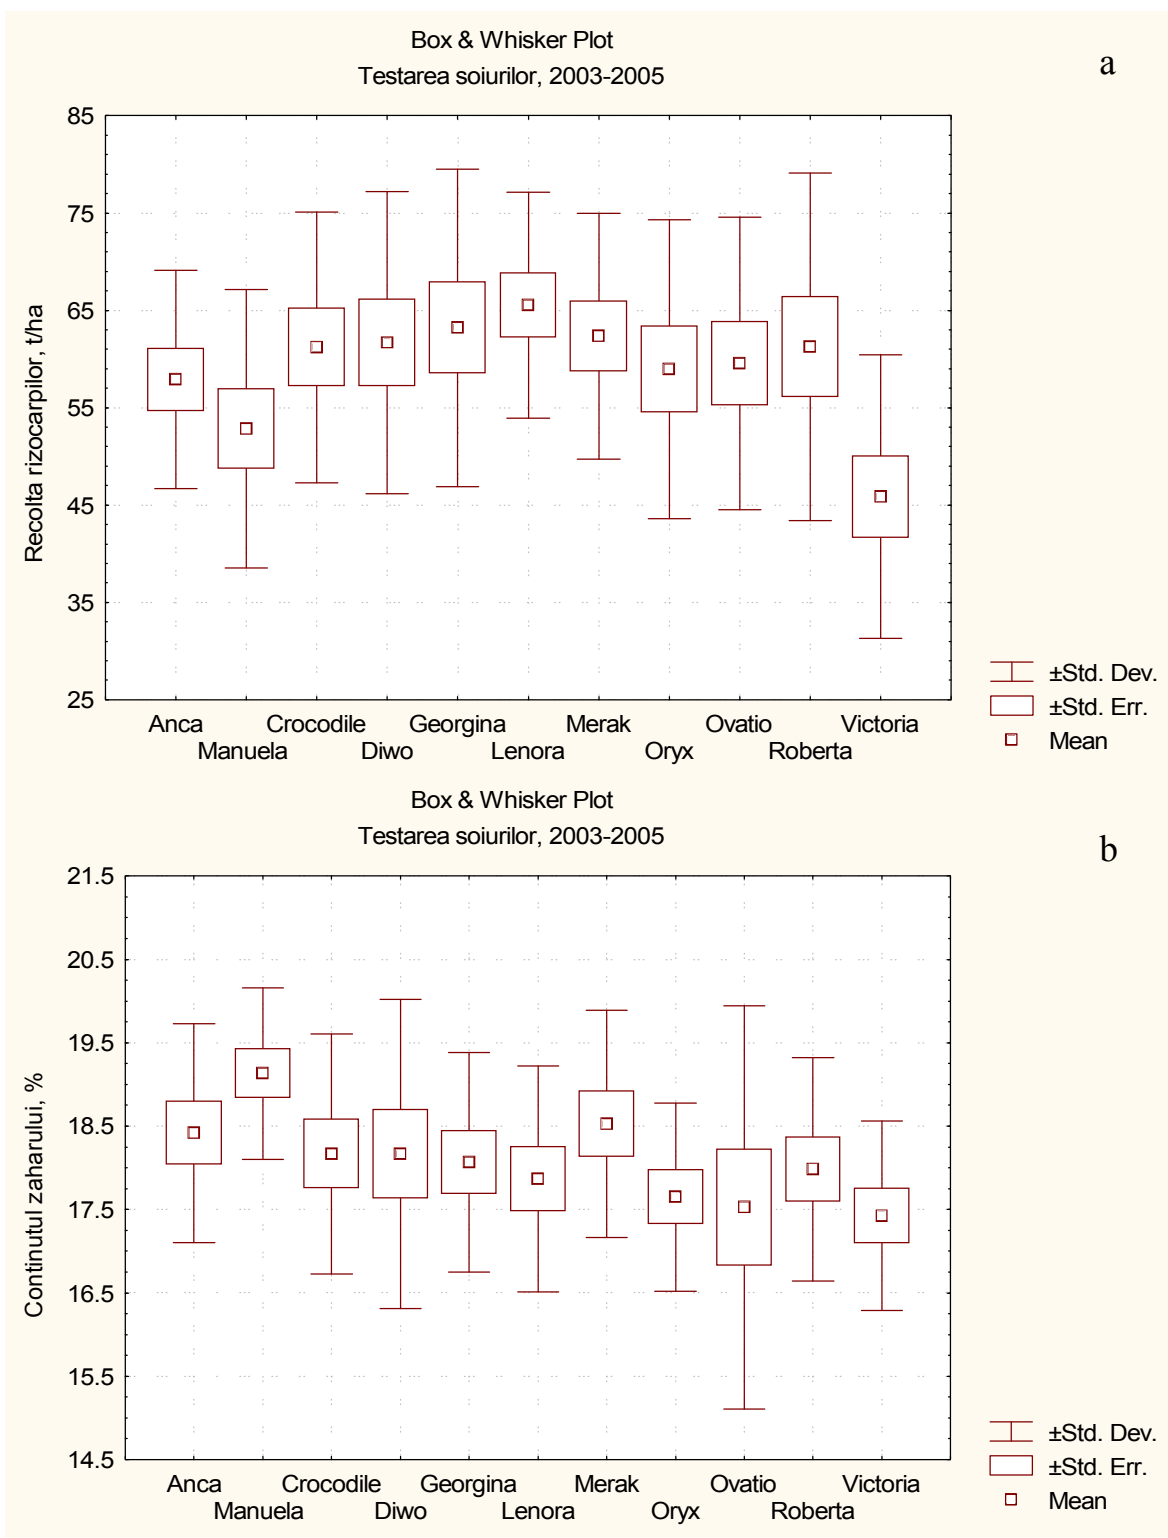 Box & Whisker Plot
Testarea soiurilor, 2003-2005
a
85
75
65
55
45
35
25
Recolta rizocarpilor, t/ha
Anca
Manuela
Crocodile
Diwo
Georgina
Lenora
Merak
Oryx
Ovatio
Roberta
Victoria
±Std. Dev.
±Std. Err.
Mean
Box & Whisker Plot
Testarea soiurilor, 2003-2005
b
21.5
20.5
19.5
18.5
17.5
16.5
15.5
14.5
Continutul zaharului, %
Anca
Manuela
Crocodile
Diwo
Georgina
Lenora
Merak
Oryx
Ovatio
Roberta
Victoria
±Std. Dev.
±Std. Err.
Mean